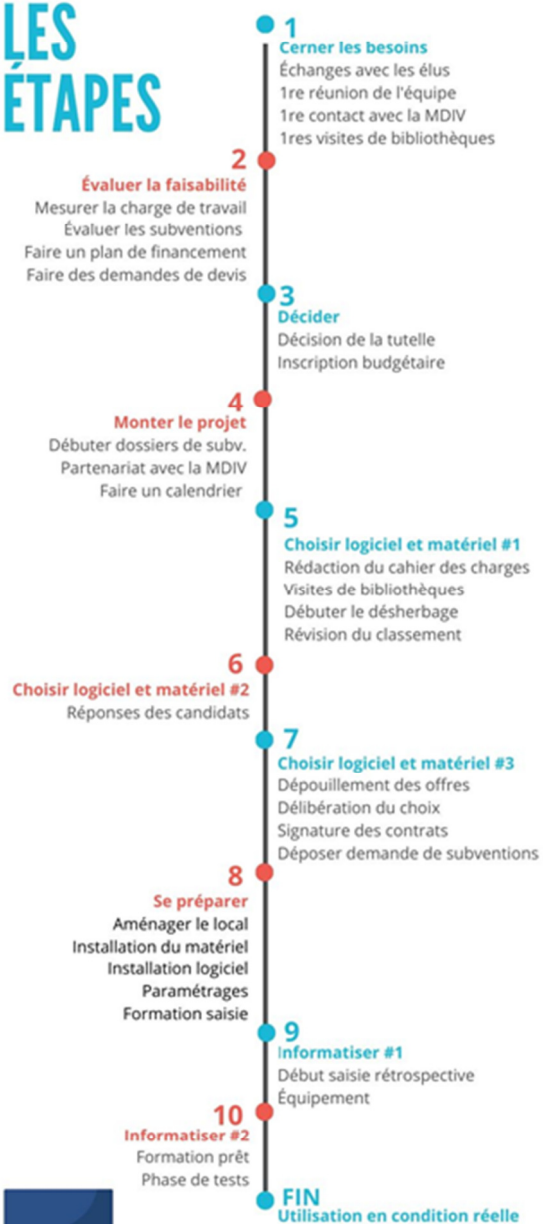 LES
ÉTAPES
1
Cerner les besoins
Échanges avec les élus
1re réunion de l'équipe
1re contact avec la MDIV
1res visites de bibliothèques
2
Évaluer la faisabilité
Mesurer la charge de travail
Évaluer les subventions
Faire un plan de financement
Faire des demandes de devis
3
Décider
Décision de la tutelle
Inscription budgétaire
4
Monter le projet
Débuter dossiers de subv.
Partenariat avec la MDIV
Faire un calendrier
5
Choisir logiciel et matériel #1
Rédaction du cahier des charges
Visites de bibliothèques
Débuter le désherbage
Révision du classement
6
Choisir logiciel et matériel #2
Réponses des candidats
7
Choisir logiciel et matériel #3
Dépouillement des offres
Délibération du choix
Signature des contrats
Déposer demande de subventions
8
Se préparer
Aménager le local
Installation du matériel
Installation logiciel
Paramétrages
Formation saisie
9
Informatiser #1
Début saisie rétrospective
Équipement
10
Informatiser #2
Formation prêt
Phase de tests
FIN
Utilisation en condition réelle